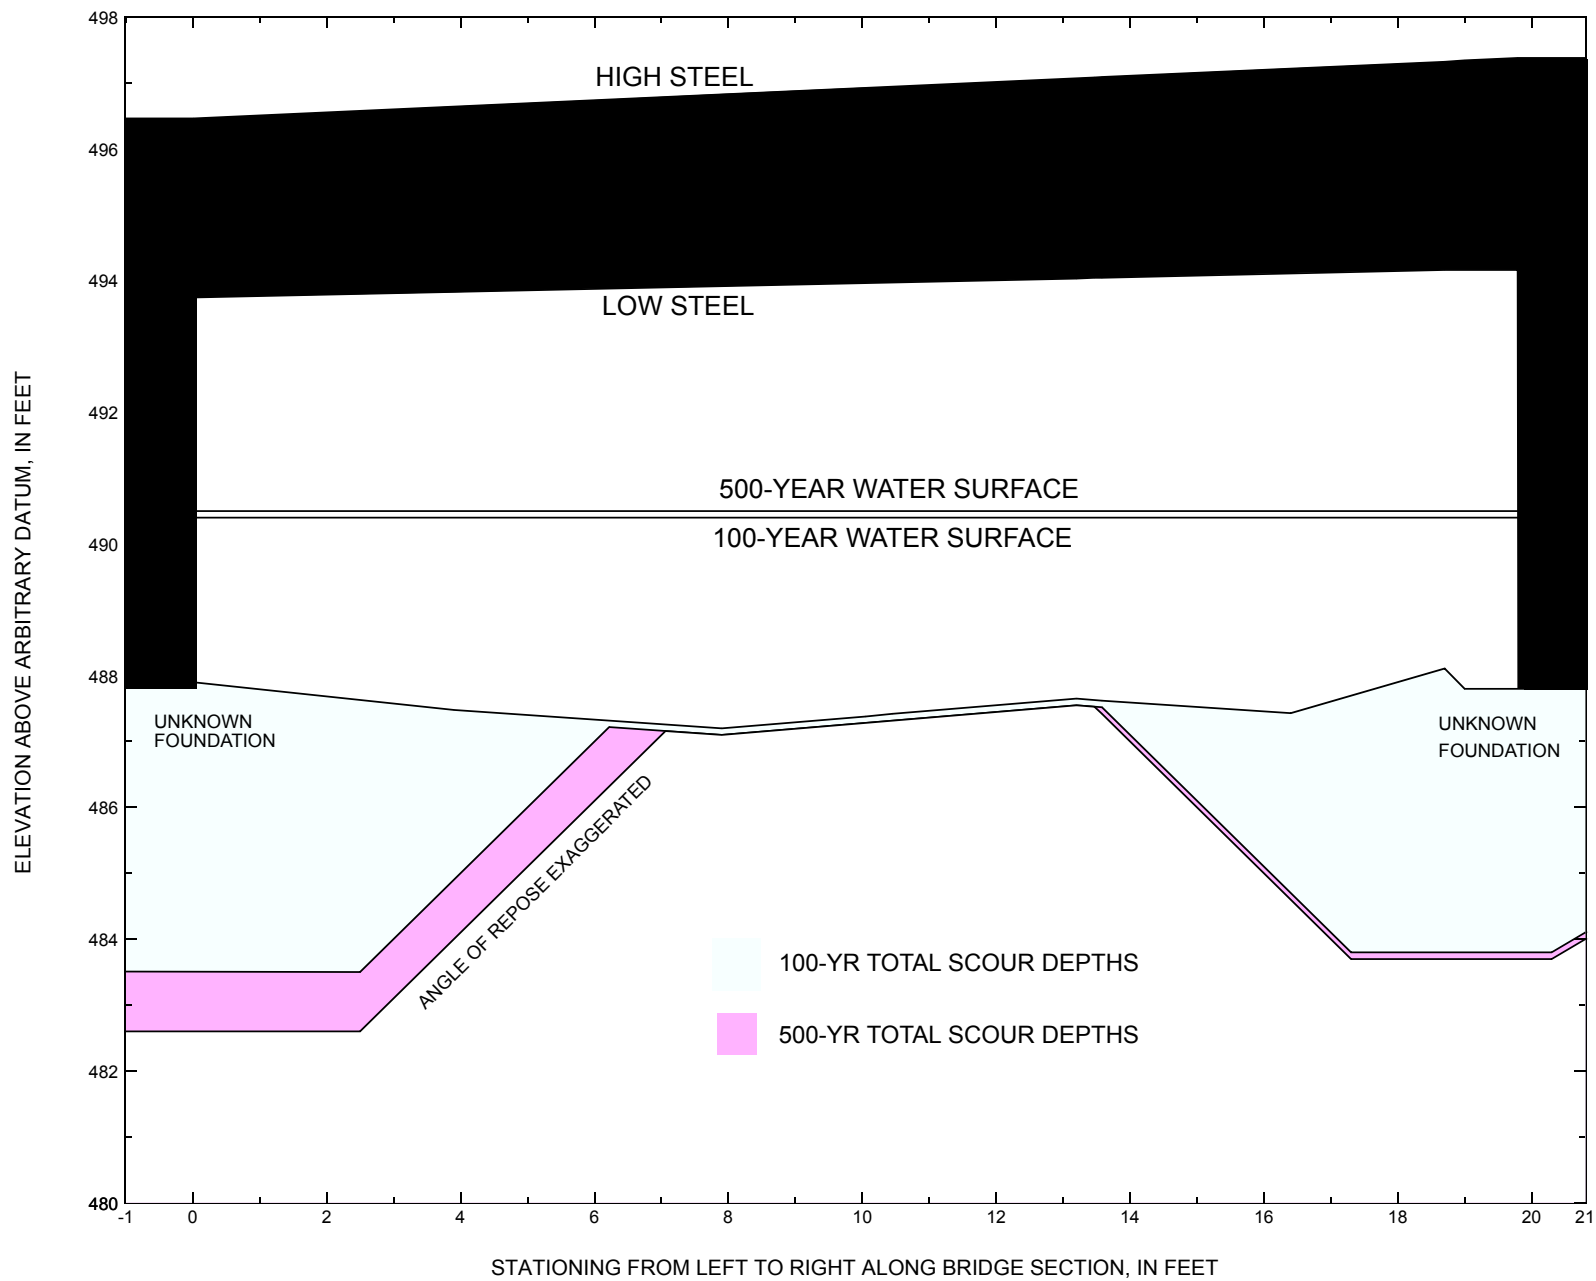 498
HIGH STEEL
496
494
LOW STEEL
492
500-YEAR WATER SURFACE
490
100-YEAR WATER SURFACE
488
UNKNOWN
FOUNDATION
UNKNOWN
FOUNDATION
486
ANGLE OF REPOSE EXAGGERATED
484
100-YR TOTAL SCOUR DEPTHS
500-YR TOTAL SCOUR DEPTHS
482
480
-1 0 2 4 6 8 10 12 14 16 18 20 21
STATIONING FROM LEFT TO RIGHT ALONG BRIDGE SECTION, IN FEET
ELEVATION ABOVE ARBITRARY DATUM, IN FEET